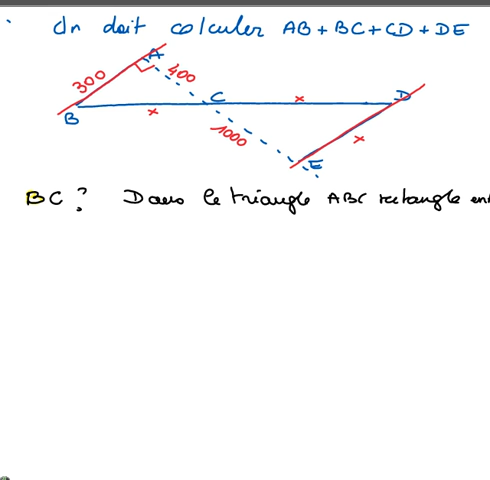 On doit calculer AB + BC + CD + DE
A
300
400
C
D
B
x
x
1000
x
E
BC ? Dans le triangle ABC rectangle en